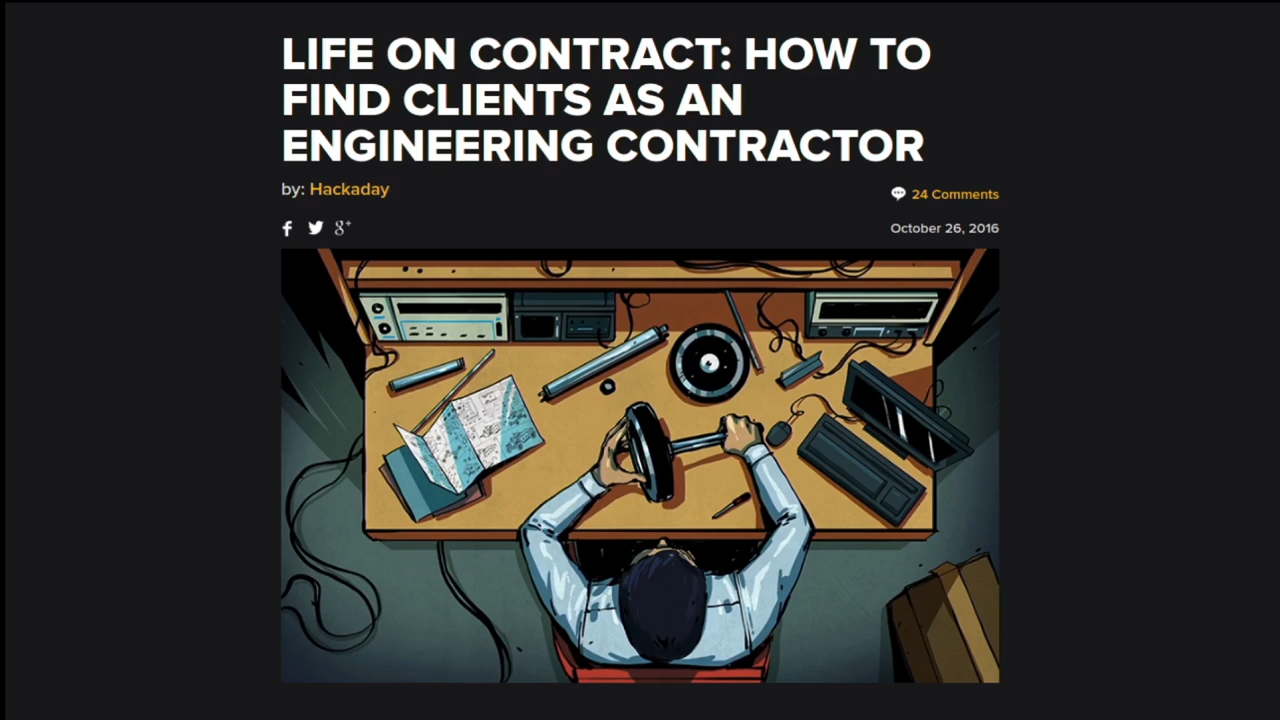 LIFE ON CONTRACT: HOW TO
FIND CLIENTS AS AN
ENGINEERING CONTRACTOR
by: Hackaday
24 Comments
f g+
October 26, 2016